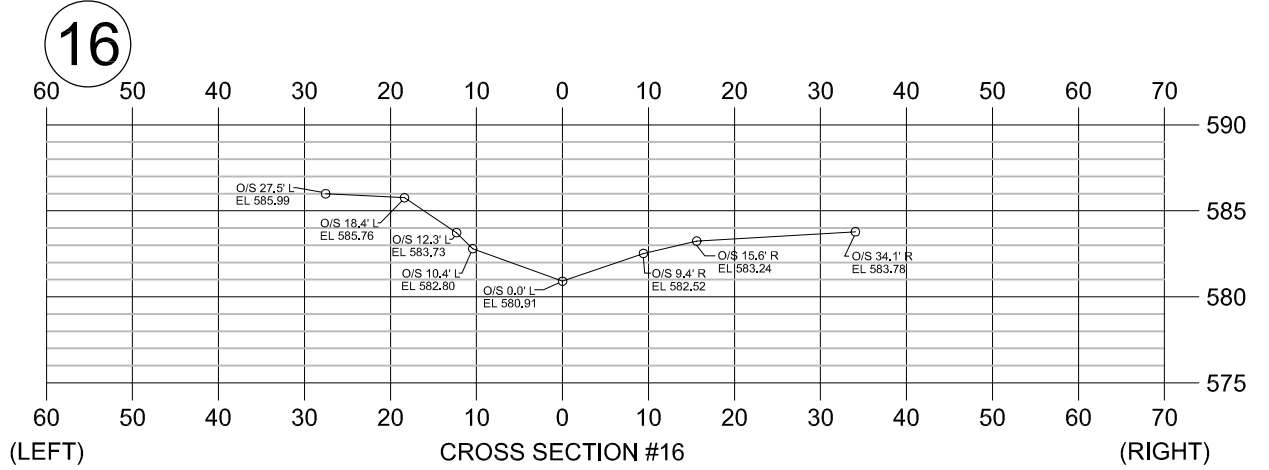 16
60 50 40 30 20 10 0 10 20 30 40 50 60 70
590
O/S 27.5' L
EL 585.99
585
O/S 18.4' L
EL 585.76
O/S 12.3' L
EL 583.73
O/S 10.4' L
EL 582.80
O/S 0.0' L
EL 580.91
O/S 9.4' R
EL 582.52
O/S 15.6' R
EL 583.24
O/S 34.1' R
EL 583.78
580
575
60 50 40 30 20 10 0 10 20 30 40 50 60 70
(LEFT) CROSS SECTION #16 (RIGHT)